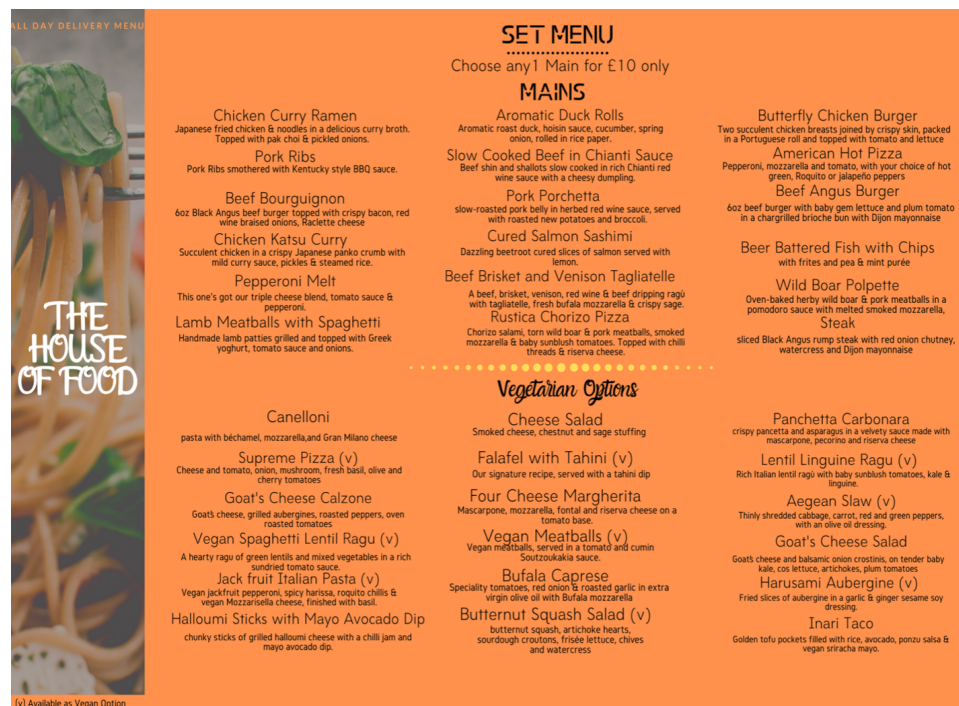 ALL DAY DELIVERY MENU
THE
HOUSE
OF FOOD
(v) Available as Vegan Option
SET MENU
Choose any1 Main for £10 only
MAINS
Chicken Curry Ramen
Japanese fried chicken & noodles in a delicious curry broth.
Topped with pak choi & pickled onions.
Pork Ribs
Pork Ribs smothered with Kentucky style BBQ sauce.
Beef Bourguignon
6oz Black Angus beef burger topped with crispy bacon, red
wine braised onions, Raclette cheese
Chicken Katsu Curry
Succulent chicken in a crispy Japanese panko crumb with
mild curry sauce, pickles & steamed rice.
Pepperoni Melt
This one's got our triple cheese blend, tomato sauce &
pepperoni.
Lamb Meatballs with Spaghetti
Handmade lamb patties grilled and topped with Greek
yoghurt, tomato sauce and onions.
Aromatic Duck Rolls
Aromatic roast duck, hoisin sauce, cucumber, spring
onion, rolled in rice paper.
Slow Cooked Beef in Chianti Sauce
Beef shin and shallots slow cooked in rich Chianti red
wine sauce with a cheesy dumpling.
Pork Porchetta
slow-roasted pork belly in herbed red wine sauce, served
with roasted new potatoes and broccoli.
Cured Salmon Sashimi
Dazzling beetroot cured slices of salmon served with
lemon.
Beef Brisket and Venison Tagliatelle
A beef, brisket, venison, red wine & beef dripping ragù
with tagliatelle, fresh bufala mozzarella & crispy sage.
Rustica Chorizo Pizza
Chorizo salami, torn wild boar & pork meatballs, smoked
mozzarella & baby sunblush tomatoes. Topped with chilli
threads & riserva cheese.
Butterfly Chicken Burger
Two succulent chicken breasts joined by crispy skin, packed
in a Portuguese roll and topped with tomato and lettuce
American Hot Pizza
Pepperoni, mozzarella and tomato, with your choice of hot
green, Roquito or jalapeño peppers
Beef Angus Burger
6oz beef burger with baby gem lettuce and plum tomato
in a chargrilled brioche bun with Dijon mayonnaise
Beer Battered Fish with Chips
with frites and pea & mint purée
Wild Boar Polpette
Oven-baked herby wild boar & pork meatballs in a
pomodoro sauce with melted smoked mozzarella,
Steak
sliced Black Angus rump steak with red onion chutney,
watercress and Dijon mayonnaise
Vegetarian Options
Canelloni
pasta with béchamel, mozzarella,and Gran Milano cheese
Supreme Pizza (v)
Cheese and tomato, onion, mushroom, fresh basil, olive and
cherry tomatoes
Goat's Cheese Calzone
Goat's cheese, grilled aubergines, roasted peppers, oven
roasted tomatoes
Vegan Spaghetti Lentil Ragu (v)
A hearty ragu of green lentils and mixed vegetables in a rich
sundried tomato sauce.
Jack fruit Italian Pasta (v)
Vegan jackfruit pepperoni, spicy harissa, roquito chillis &
vegan Mozzarisella cheese, finished with basil.
Halloumi Sticks with Mayo Avocado Dip
chunky sticks of grilled halloumi cheese with a chilli jam and
mayo avocado dip.
Cheese Salad
Smoked cheese, chestnut and sage stuffing
Falafel with Tahini (v)
Our signature recipe, served with a tahini dip
Four Cheese Margherita
Mascarpone, mozzarella, fontal and riserva cheese on a
tomato base.
Vegan Meatballs (v)
Vegan meatballs, served in a tomato and cumin
Soutzoukakia sauce.
Bufala Caprese
Speciality tomatoes, red onion & roasted garlic in extra
virgin olive oil with Bufala mozzarella
Butternut Squash Salad (v)
butternut squash, artichoke hearts,
sourdough croutons, frisée lettuce, chives
and watercress
Panchetta Carbonara
crispy pancetta and asparagus in a velvety sauce made with
mascarpone, pecorino and riserva cheese
Lentil Linguine Ragu (v)
Rich Italian lentil ragù with baby sunblush tomatoes, kale &
linguine.
Aegean Slaw (v)
Thinly shredded cabbage, carrot, red and green peppers,
with an olive oil dressing.
Goat's Cheese Salad
Goat's cheese and balsamic onion crostinis, on tender baby
kale, cos lettuce, artichokes, plum tomatoes
Harusami Aubergine (v)
Fried slices of aubergine in a garlic & ginger sesame soy
dressing.
Inari Taco
Golden tofu pockets filled with rice, avocado, ponzu salsa &
vegan sriracha mayo.